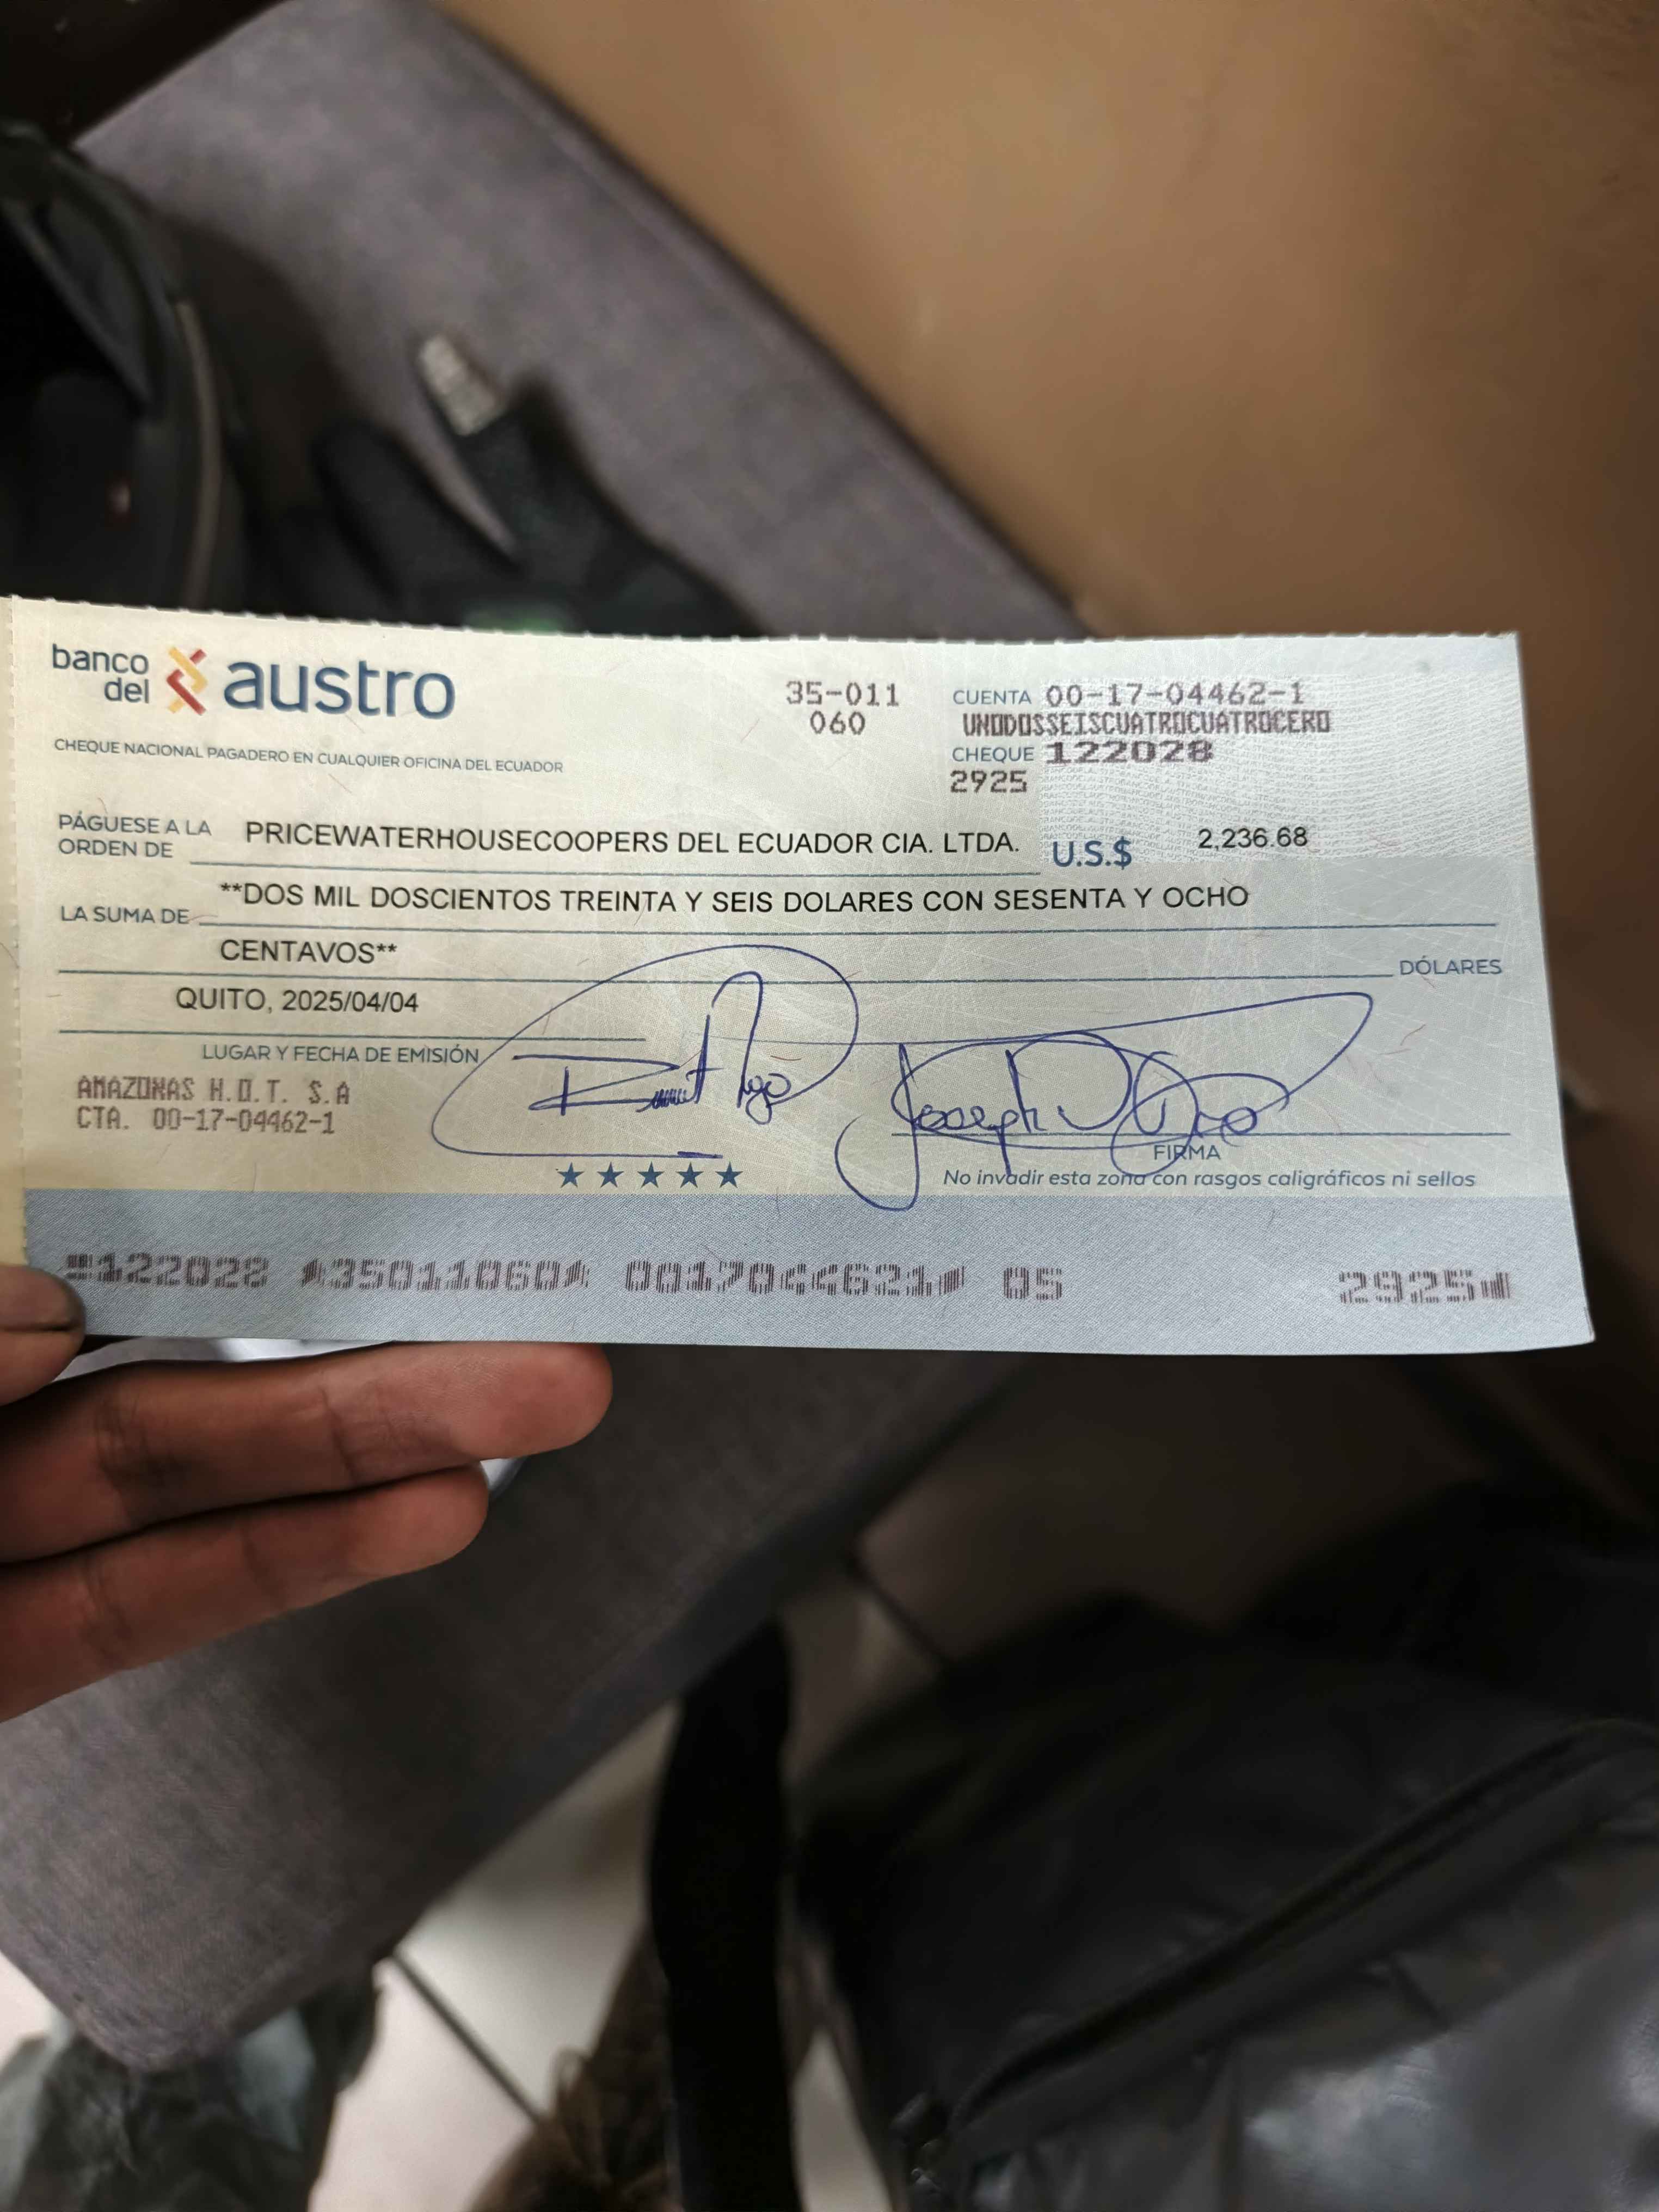 banco del austro
35-011
060
CUENTA 00-17-04462-1
UNODOSSEISCUATROCUATROCERO
CHEQUE 122028
2925
CHEQUE NACIONAL PAGADERO EN CUALQUIER OFICINA DEL ECUADOR
PÁGUESE A LA ORDEN DE PRICEWATERHOUSECOOPERS DEL ECUADOR CIA. LTDA. U.S.$ 2,236.68
LA SUMA DE **DOS MIL DOSCIENTOS TREINTA Y SEIS DOLARES CON SESENTA Y OCHO
CENTAVOS** DÓLARES
QUITO, 2025/04/04
LUGAR Y FECHA DE EMISIÓN
AMAZONAS H.O.T. S.A
CTA. 00-17-04462-1
Joseph
FIRMA
No invadir esta zona con rasgos caligráficos ni sellos
122028 35011060 0017044621 05 2925